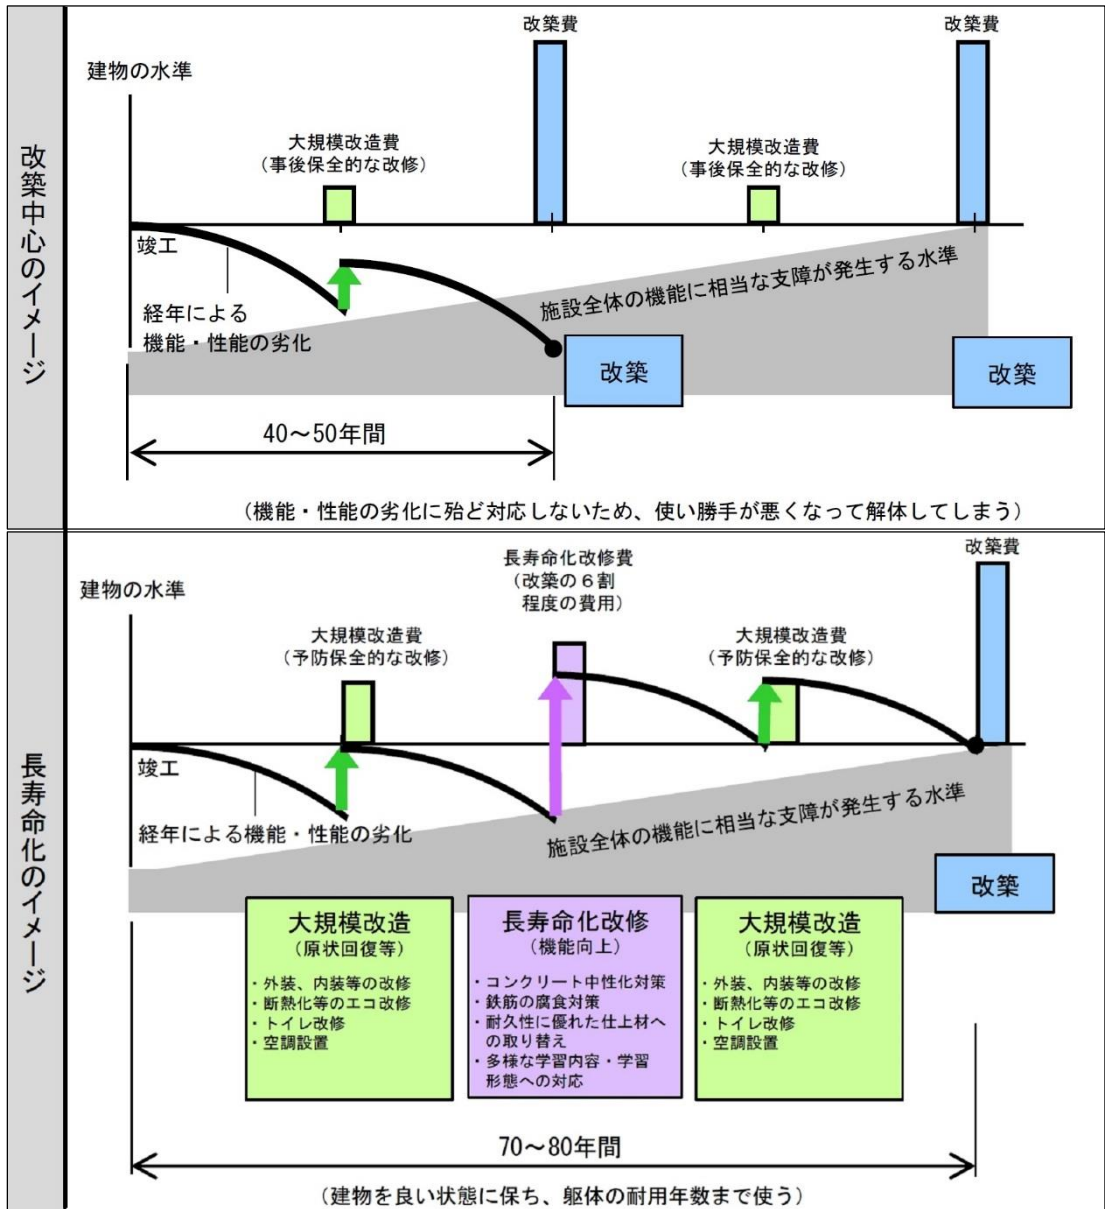 改築中心のイメージ
改築費
改築費
建物の水準
大規模改造費
（事後保全的な改修）
大規模改造費
（事後保全的な改修）
竣工
経年による
機能・性能の劣化
施設全体の機能に相当な支障が発生する水準
改築
改築
40～50年間
（機能・性能の劣化に殆ど対応しないため、使い勝手が悪くなって解体してしまう）
長寿命化のイメージ
長寿命化改修費
（改築の６割
程度の費用）
改築費
建物の水準
大規模改造費
（予防保全的な改修）
大規模改造費
（予防保全的な改修）
竣工
経年による機能・性能の劣化
施設全体の機能に相当な支障が発生する水準
改築
大規模改造
（原状回復等）
・外装、内装等の改修
・断熱化等のエコ改修
・トイレ改修
・空調設置
長寿命化改修
（機能向上）
・コンクリート中性化対策
・鉄筋の腐食対策
・耐久性に優れた仕上材へ
の取り替え
・多様な学習内容・学習
形態への対応
大規模改造
（原状回復等）
・外装、内装等の改修
・断熱化等のエコ改修
・トイレ改修
・空調設置
70～80年間
（建物を良い状態に保ち、躯体の耐用年数まで使う）